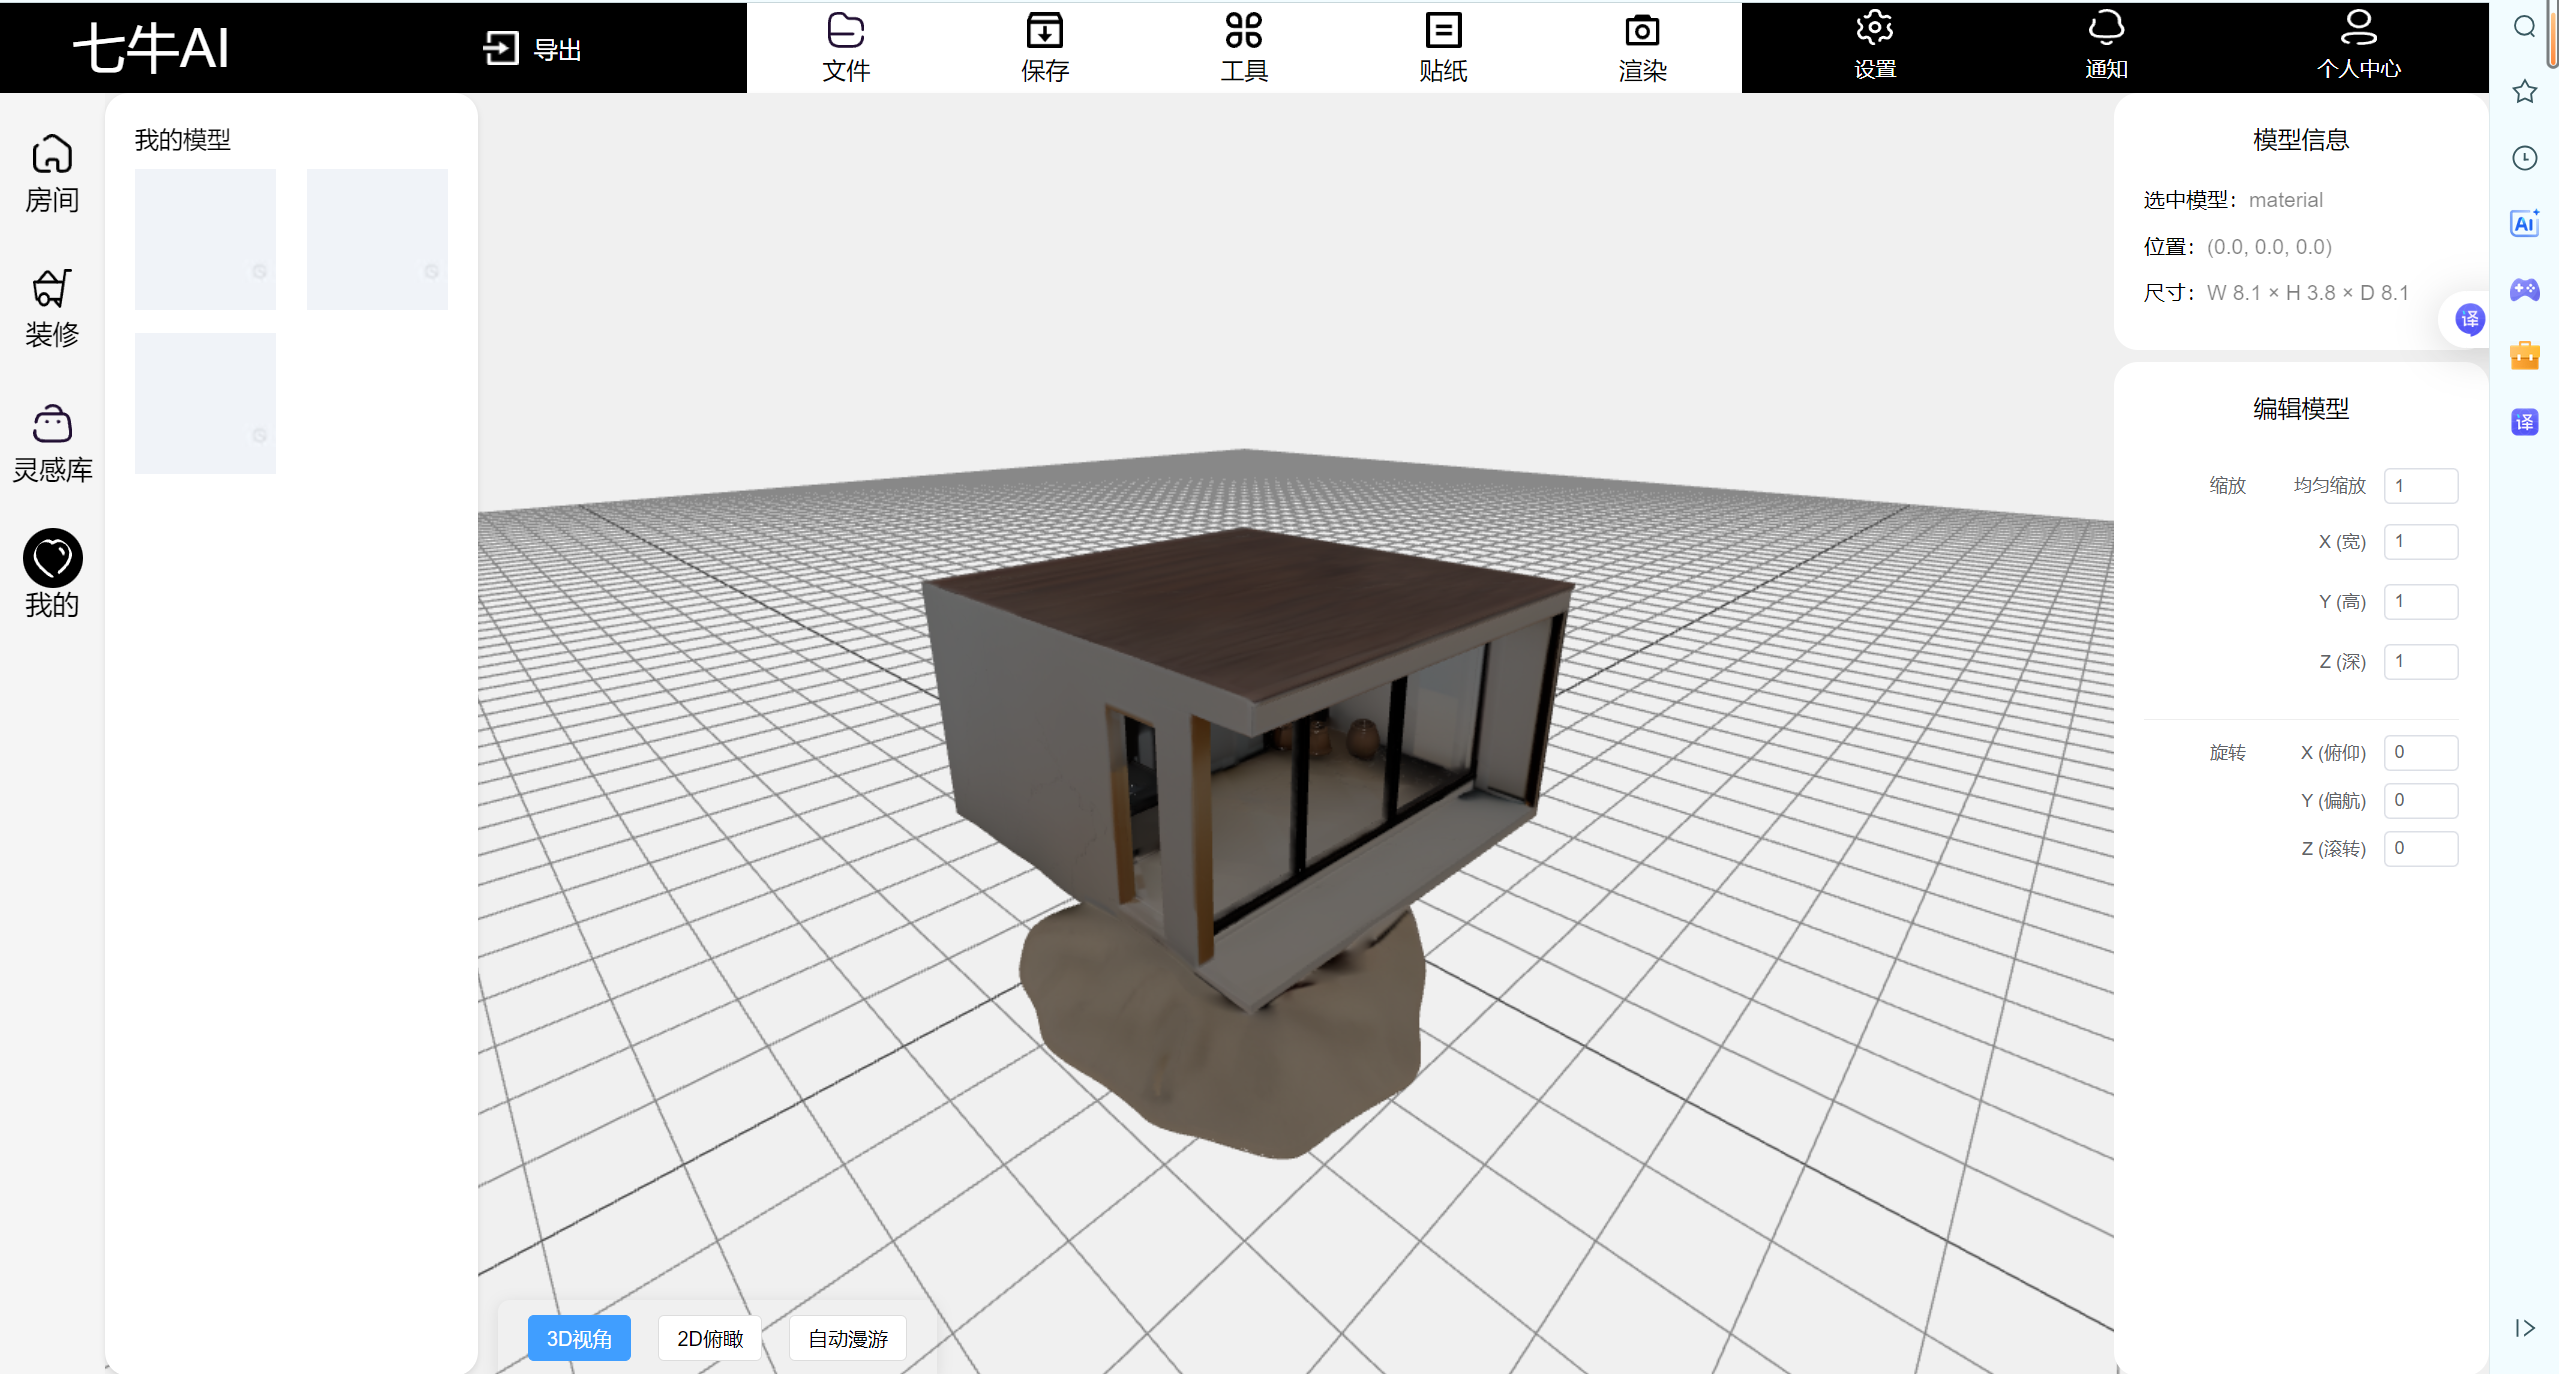 七牛AI
导出
文件
保存
工具
贴纸
渲染
设置
通知
个人中心
房间
装修
灵感库
我的
我的模型
模型信息
选中模型：material
位置：(0.0, 0.0, 0.0)
尺寸：W 8.1 × H 3.8 × D 8.1
编辑模型
缩放 均匀缩放 1
X (宽) 1
Y (高) 1
Z (深) 1
旋转 X (俯仰) 0
Y (偏航) 0
Z (滚转) 0
3D视角
2D俯瞰
自动漫游
Ai
译
译